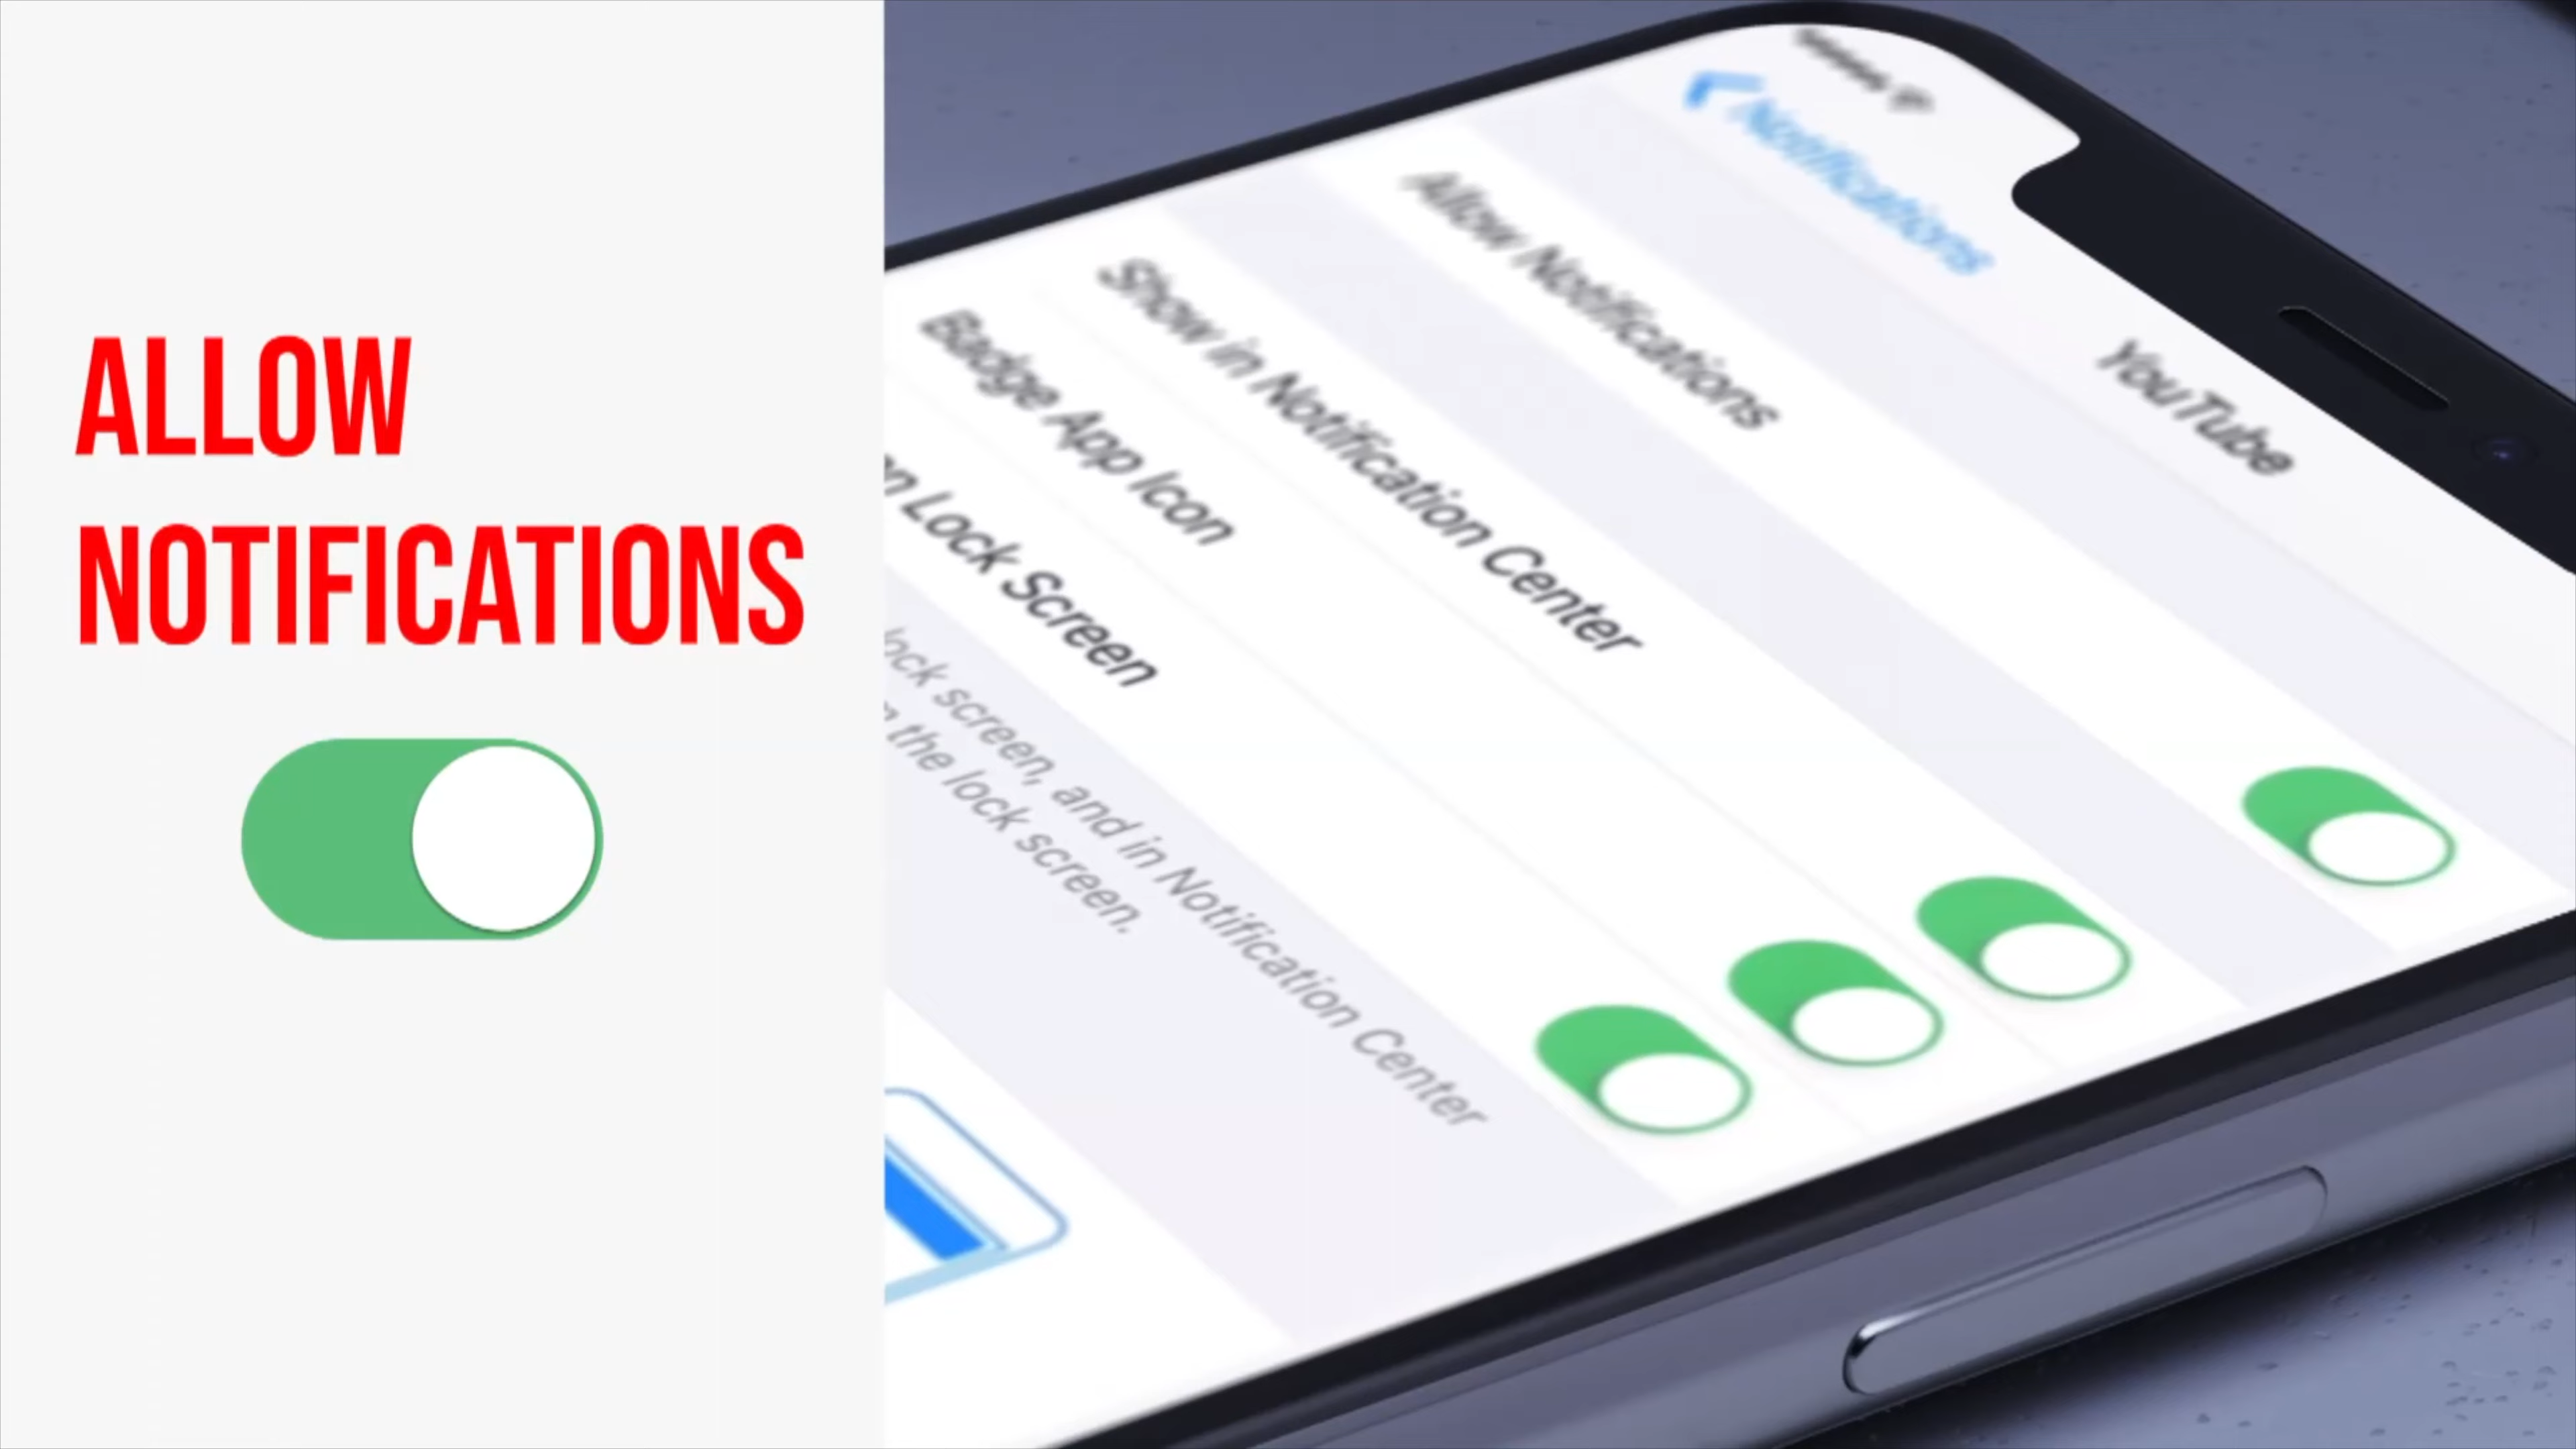 ALLOW
NOTIFICATIONS
Notifications
YouTube
Allow Notifications
Show in Notification Center
Badge App Icon
Lock Screen
lock screen, and in Notification Center
the lock screen.